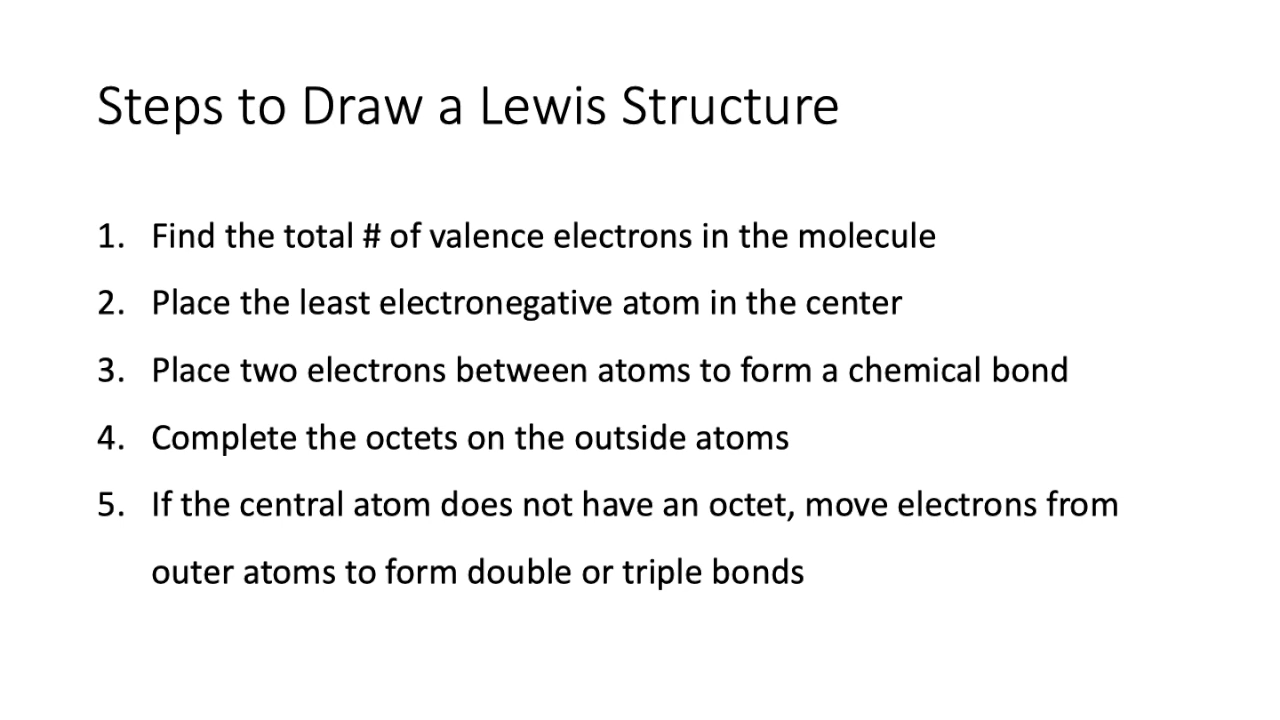 Steps to Draw a Lewis Structure
1. Find the total # of valence electrons in the molecule
2. Place the least electronegative atom in the center
3. Place two electrons between atoms to form a chemical bond
4. Complete the octets on the outside atoms
5. If the central atom does not have an octet, move electrons from
outer atoms to form double or triple bonds